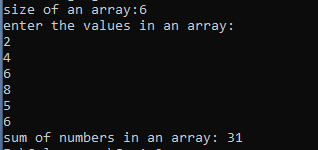 size of an array:6
enter the values in an array:
2
4
6
8
5
6
sum of numbers in an array: 31